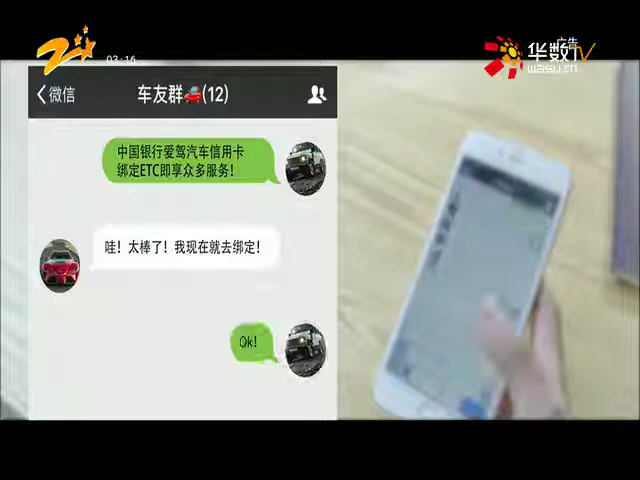 03:16
广告
华数TV
wasu.cn
微信
车友群(12)
中国银行爱驾汽车信用卡
绑定ETC即享众多服务！
哇！太棒了！我现在就去绑定！
Ok！